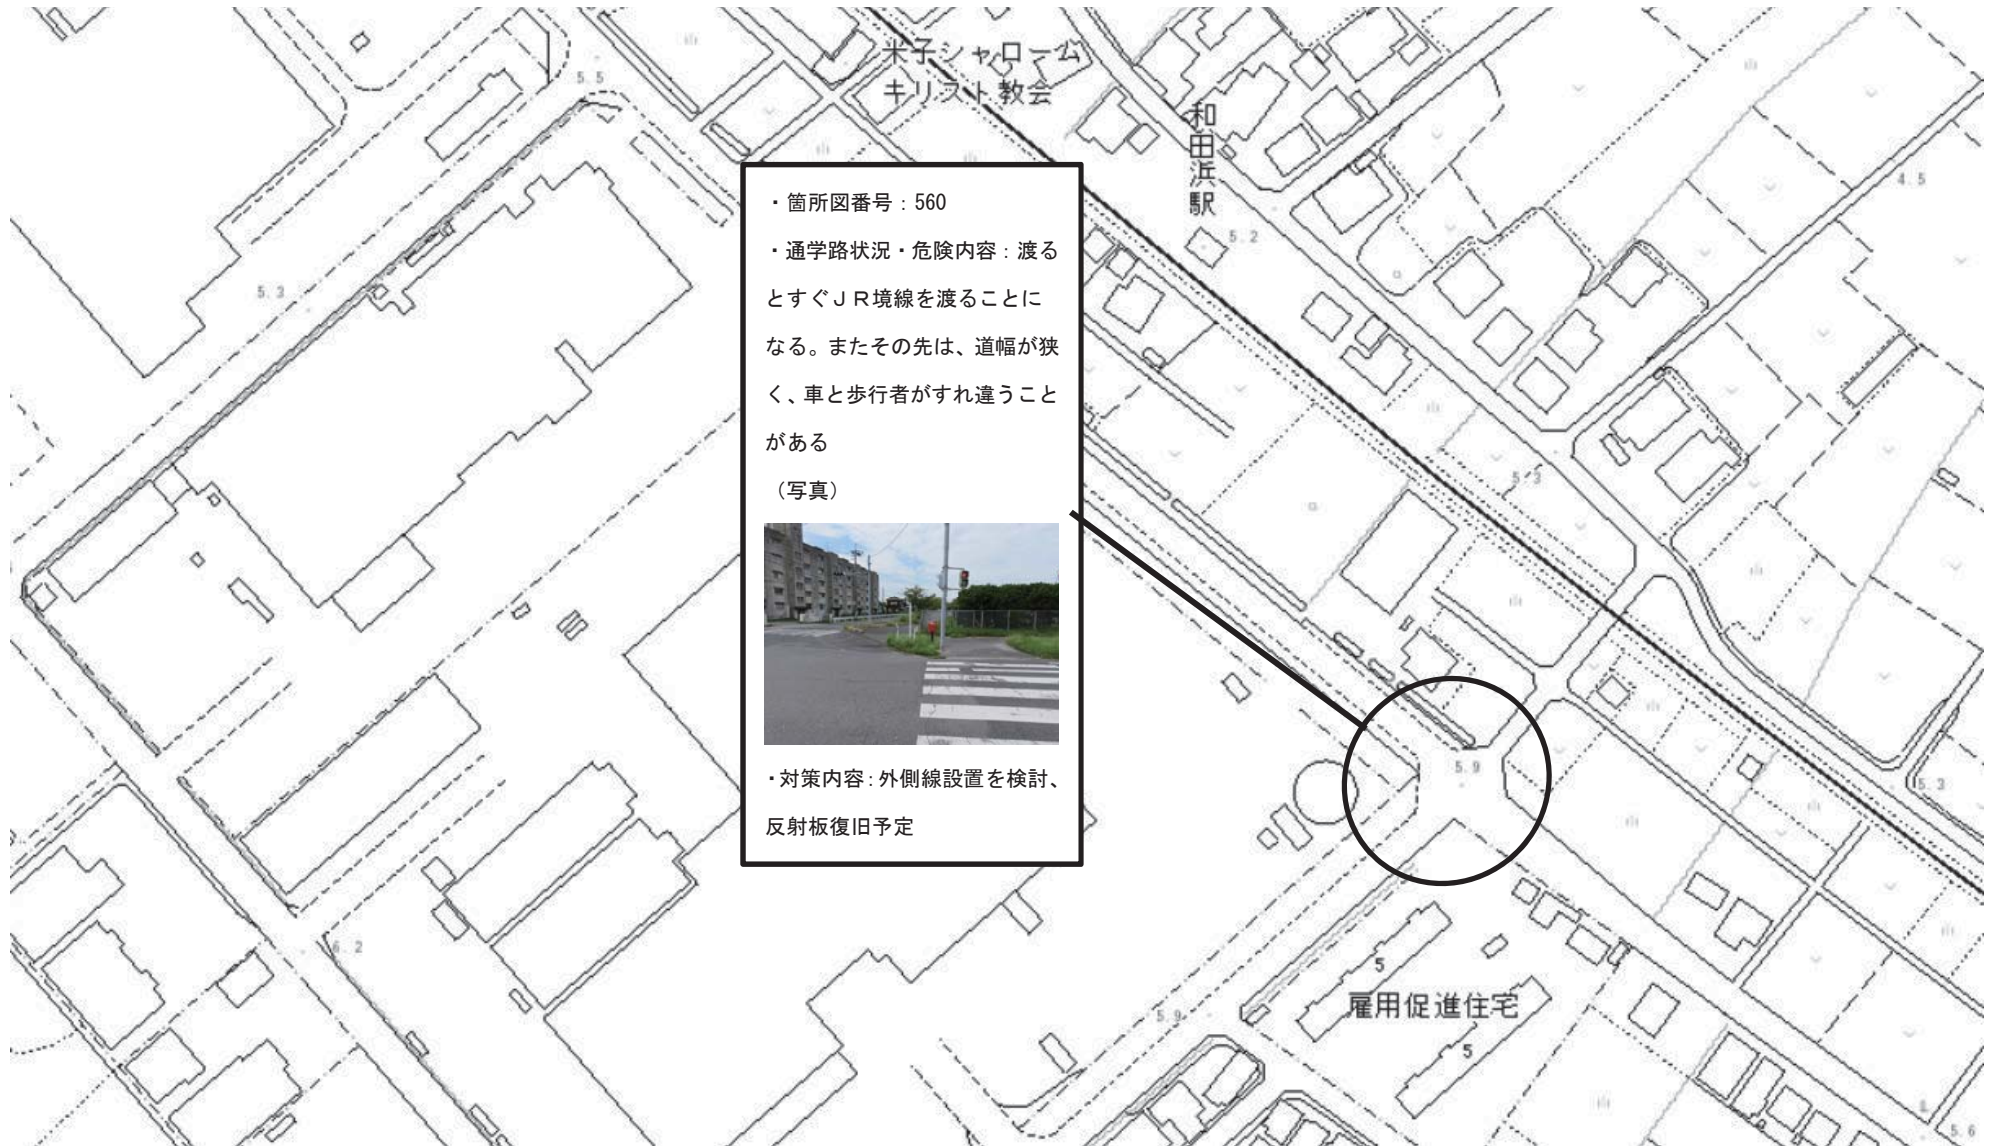 米子シャローム
キリスト教会
和田浜駅
5.5
4.5
5.2
5.3
・箇所図番号：560
・通学路状況・危険内容：渡る
とすぐＪＲ境線を渡ることに
なる。またその先は、道幅が狭
く、車と歩行者がすれ違うこと
がある
（写真）
・対策内容：外側線設置を検討、
反射板復旧予定
5.3
5.9
5.3
6.2
5.9
5
雇用促進住宅
5
5.6